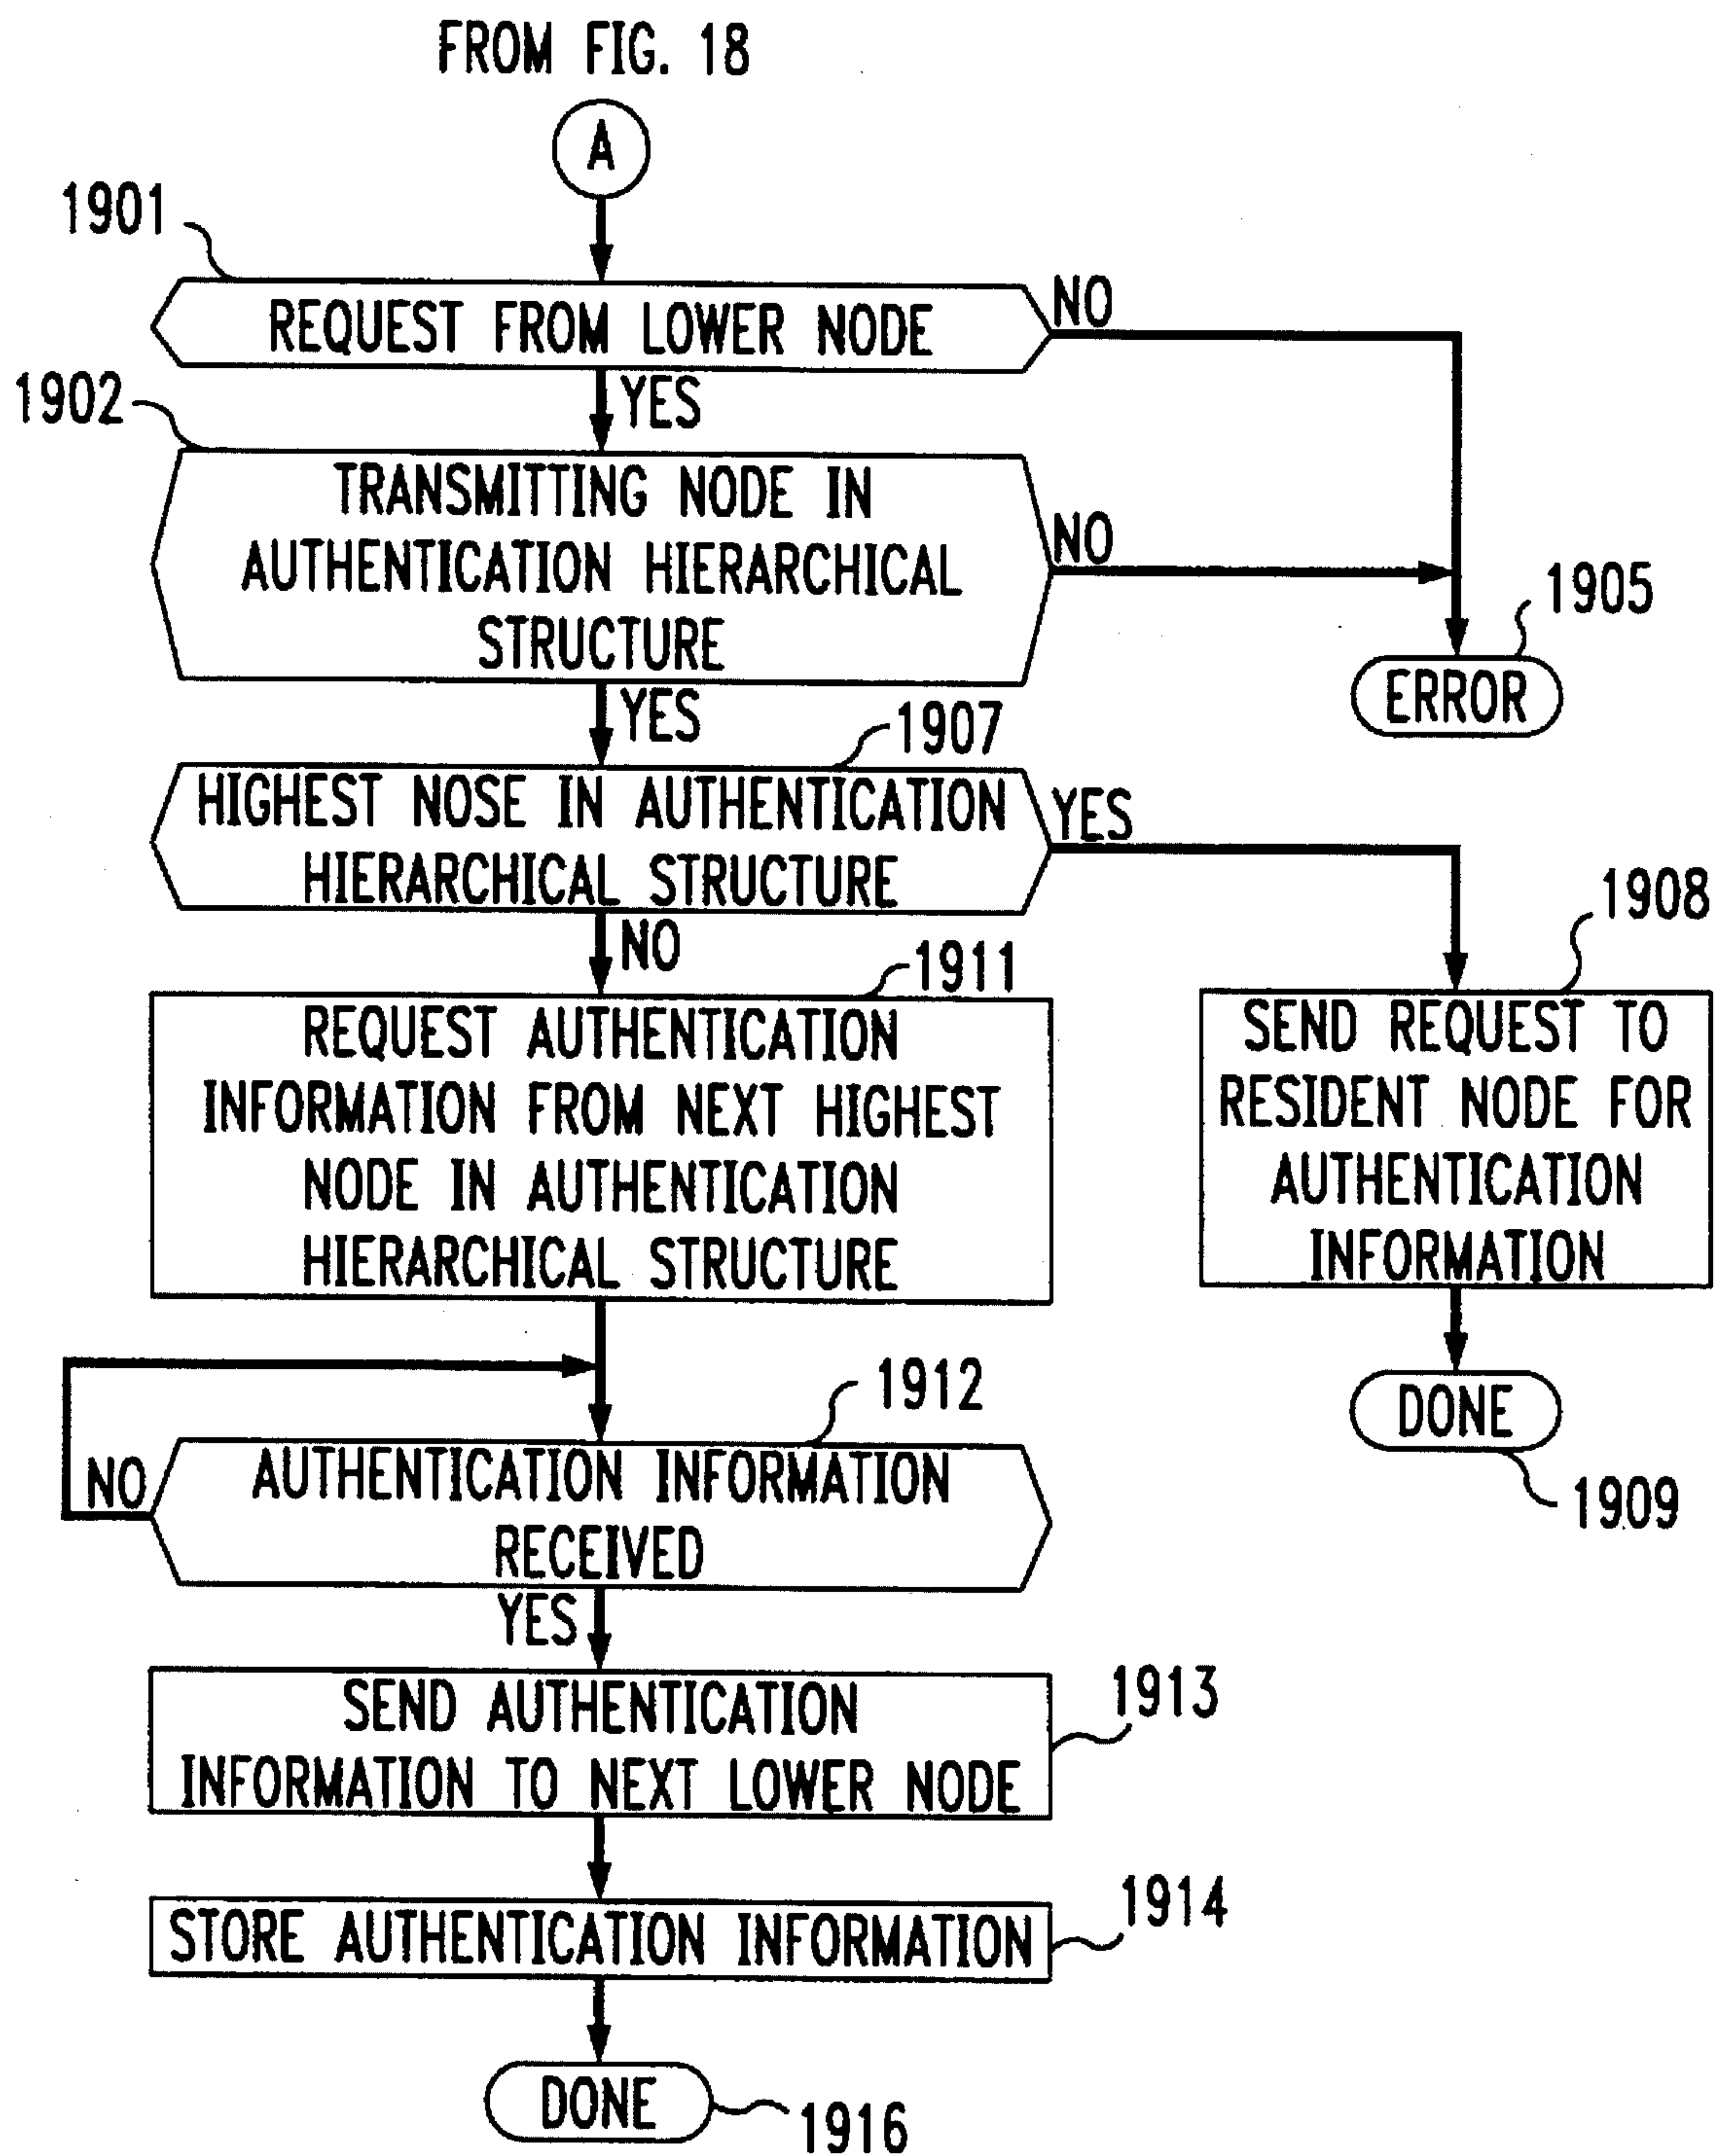 FROM FIG. 18
A
1901
REQUEST FROM LOWER NODE
NO
YES
1902
TRANSMITTING NODE IN
AUTHENTICATION HIERARCHICAL
STRUCTURE
NO
1905
ERROR
YES
1907
HIGHEST NOSE IN AUTHENTICATION
HIERARCHICAL STRUCTURE
YES
NO
1908
SEND REQUEST TO
RESIDENT NODE FOR
AUTHENTICATION
INFORMATION
1911
REQUEST AUTHENTICATION
INFORMATION FROM NEXT HIGHEST
NODE IN AUTHENTICATION
HIERARCHICAL STRUCTURE
DONE
1909
1912
AUTHENTICATION INFORMATION
RECEIVED
NO
YES
SEND AUTHENTICATION
INFORMATION TO NEXT LOWER NODE
1913
STORE AUTHENTICATION INFORMATION
1914
DONE
1916